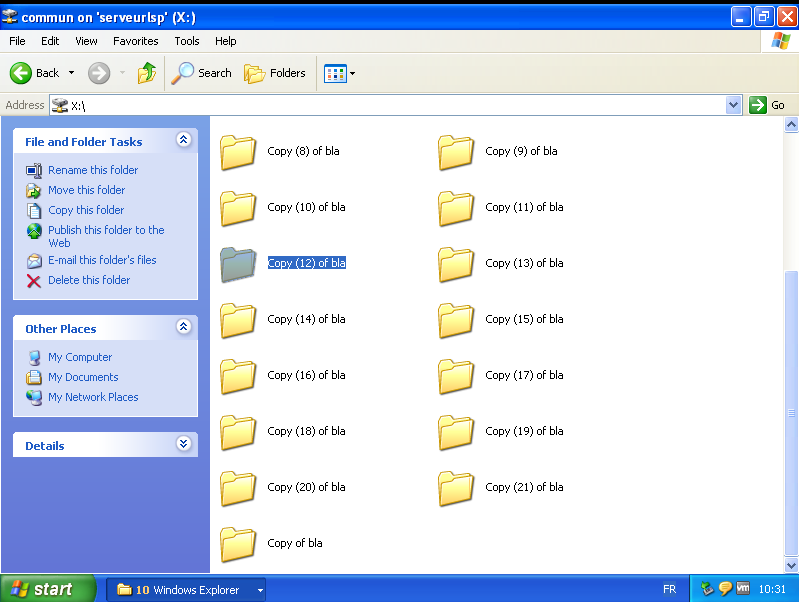 commun on 'serveurlsp' (X:)
File Edit View Favorites Tools Help
Back Search Folders
Address X:\ Go
File and Folder Tasks
Rename this folder
Move this folder
Copy this folder
Publish this folder to the
Web
E-mail this folder's files
Delete this folder
Other Places
My Computer
My Documents
My Network Places
Details
Copy (8) of bla Copy (9) of bla
Copy (10) of bla Copy (11) of bla
Copy (12) of bla Copy (13) of bla
Copy (14) of bla Copy (15) of bla
Copy (16) of bla Copy (17) of bla
Copy (18) of bla Copy (19) of bla
Copy (20) of bla Copy (21) of bla
Copy of bla
start 10 Windows Explorer FR vm 10:31